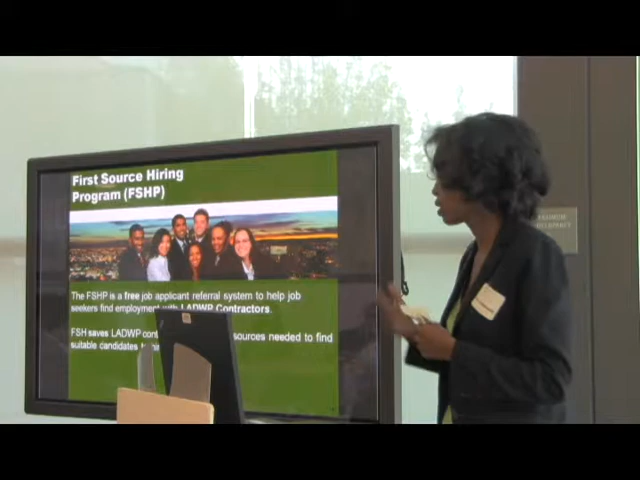 First Source Hiring
Program (FSHP)
The FSHP is a free job applicant referral system to help job
seekers find employment with LADWP Contractors.
FSH saves LADWP sources needed to find
suitable candidates